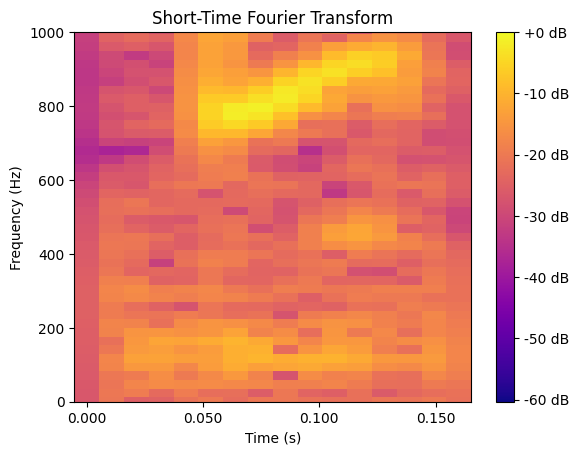 Short-Time Fourier Transform
Frequency (Hz)
1000
800
600
400
200
0
0.000
0.050
0.100
0.150
Time (s)
+0 dB
-10 dB
-20 dB
-30 dB
-40 dB
-50 dB
-60 dB